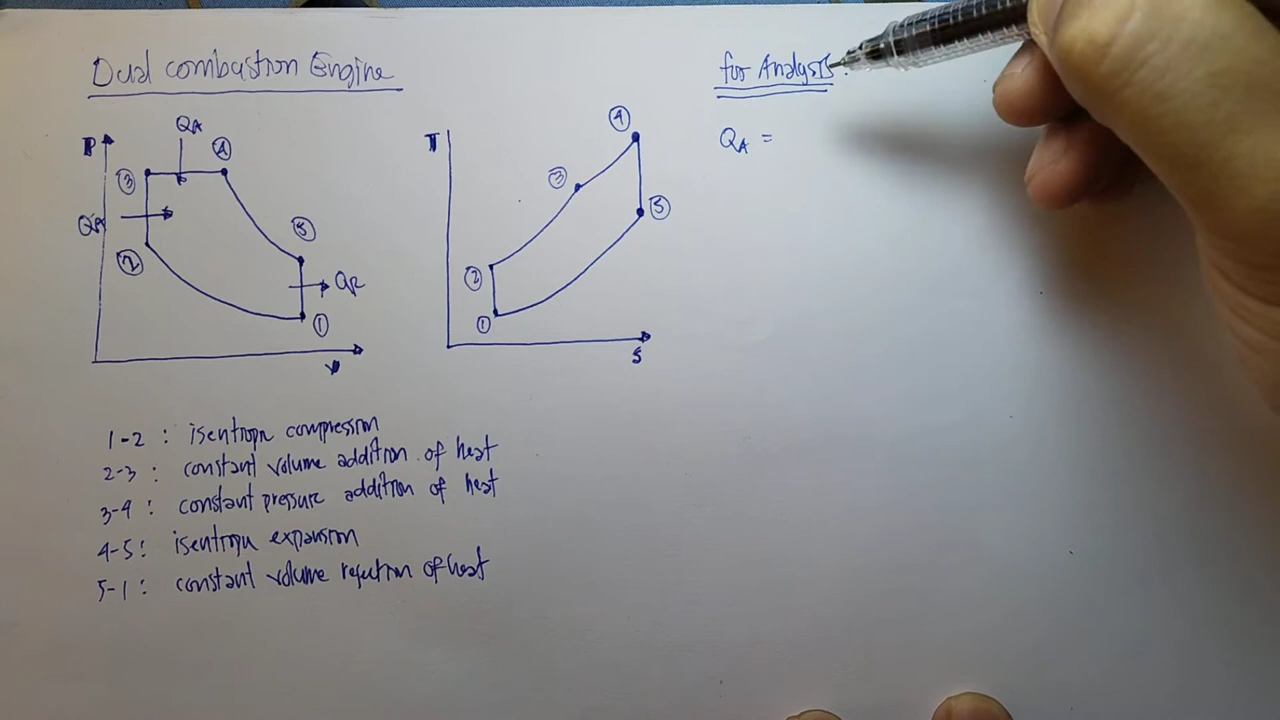 Dual combustion Engine
for Analysis:
QA =
P
QA
3
4
QA
2
5
QR
1
V
T
4
3
5
2
1
S
1-2 : isentropic compression
2-3 : constant volume addition of heat
3-4 : constant pressure addition of heat
4-5 : isentropic expansion
5-1 : constant volume rejection of heat